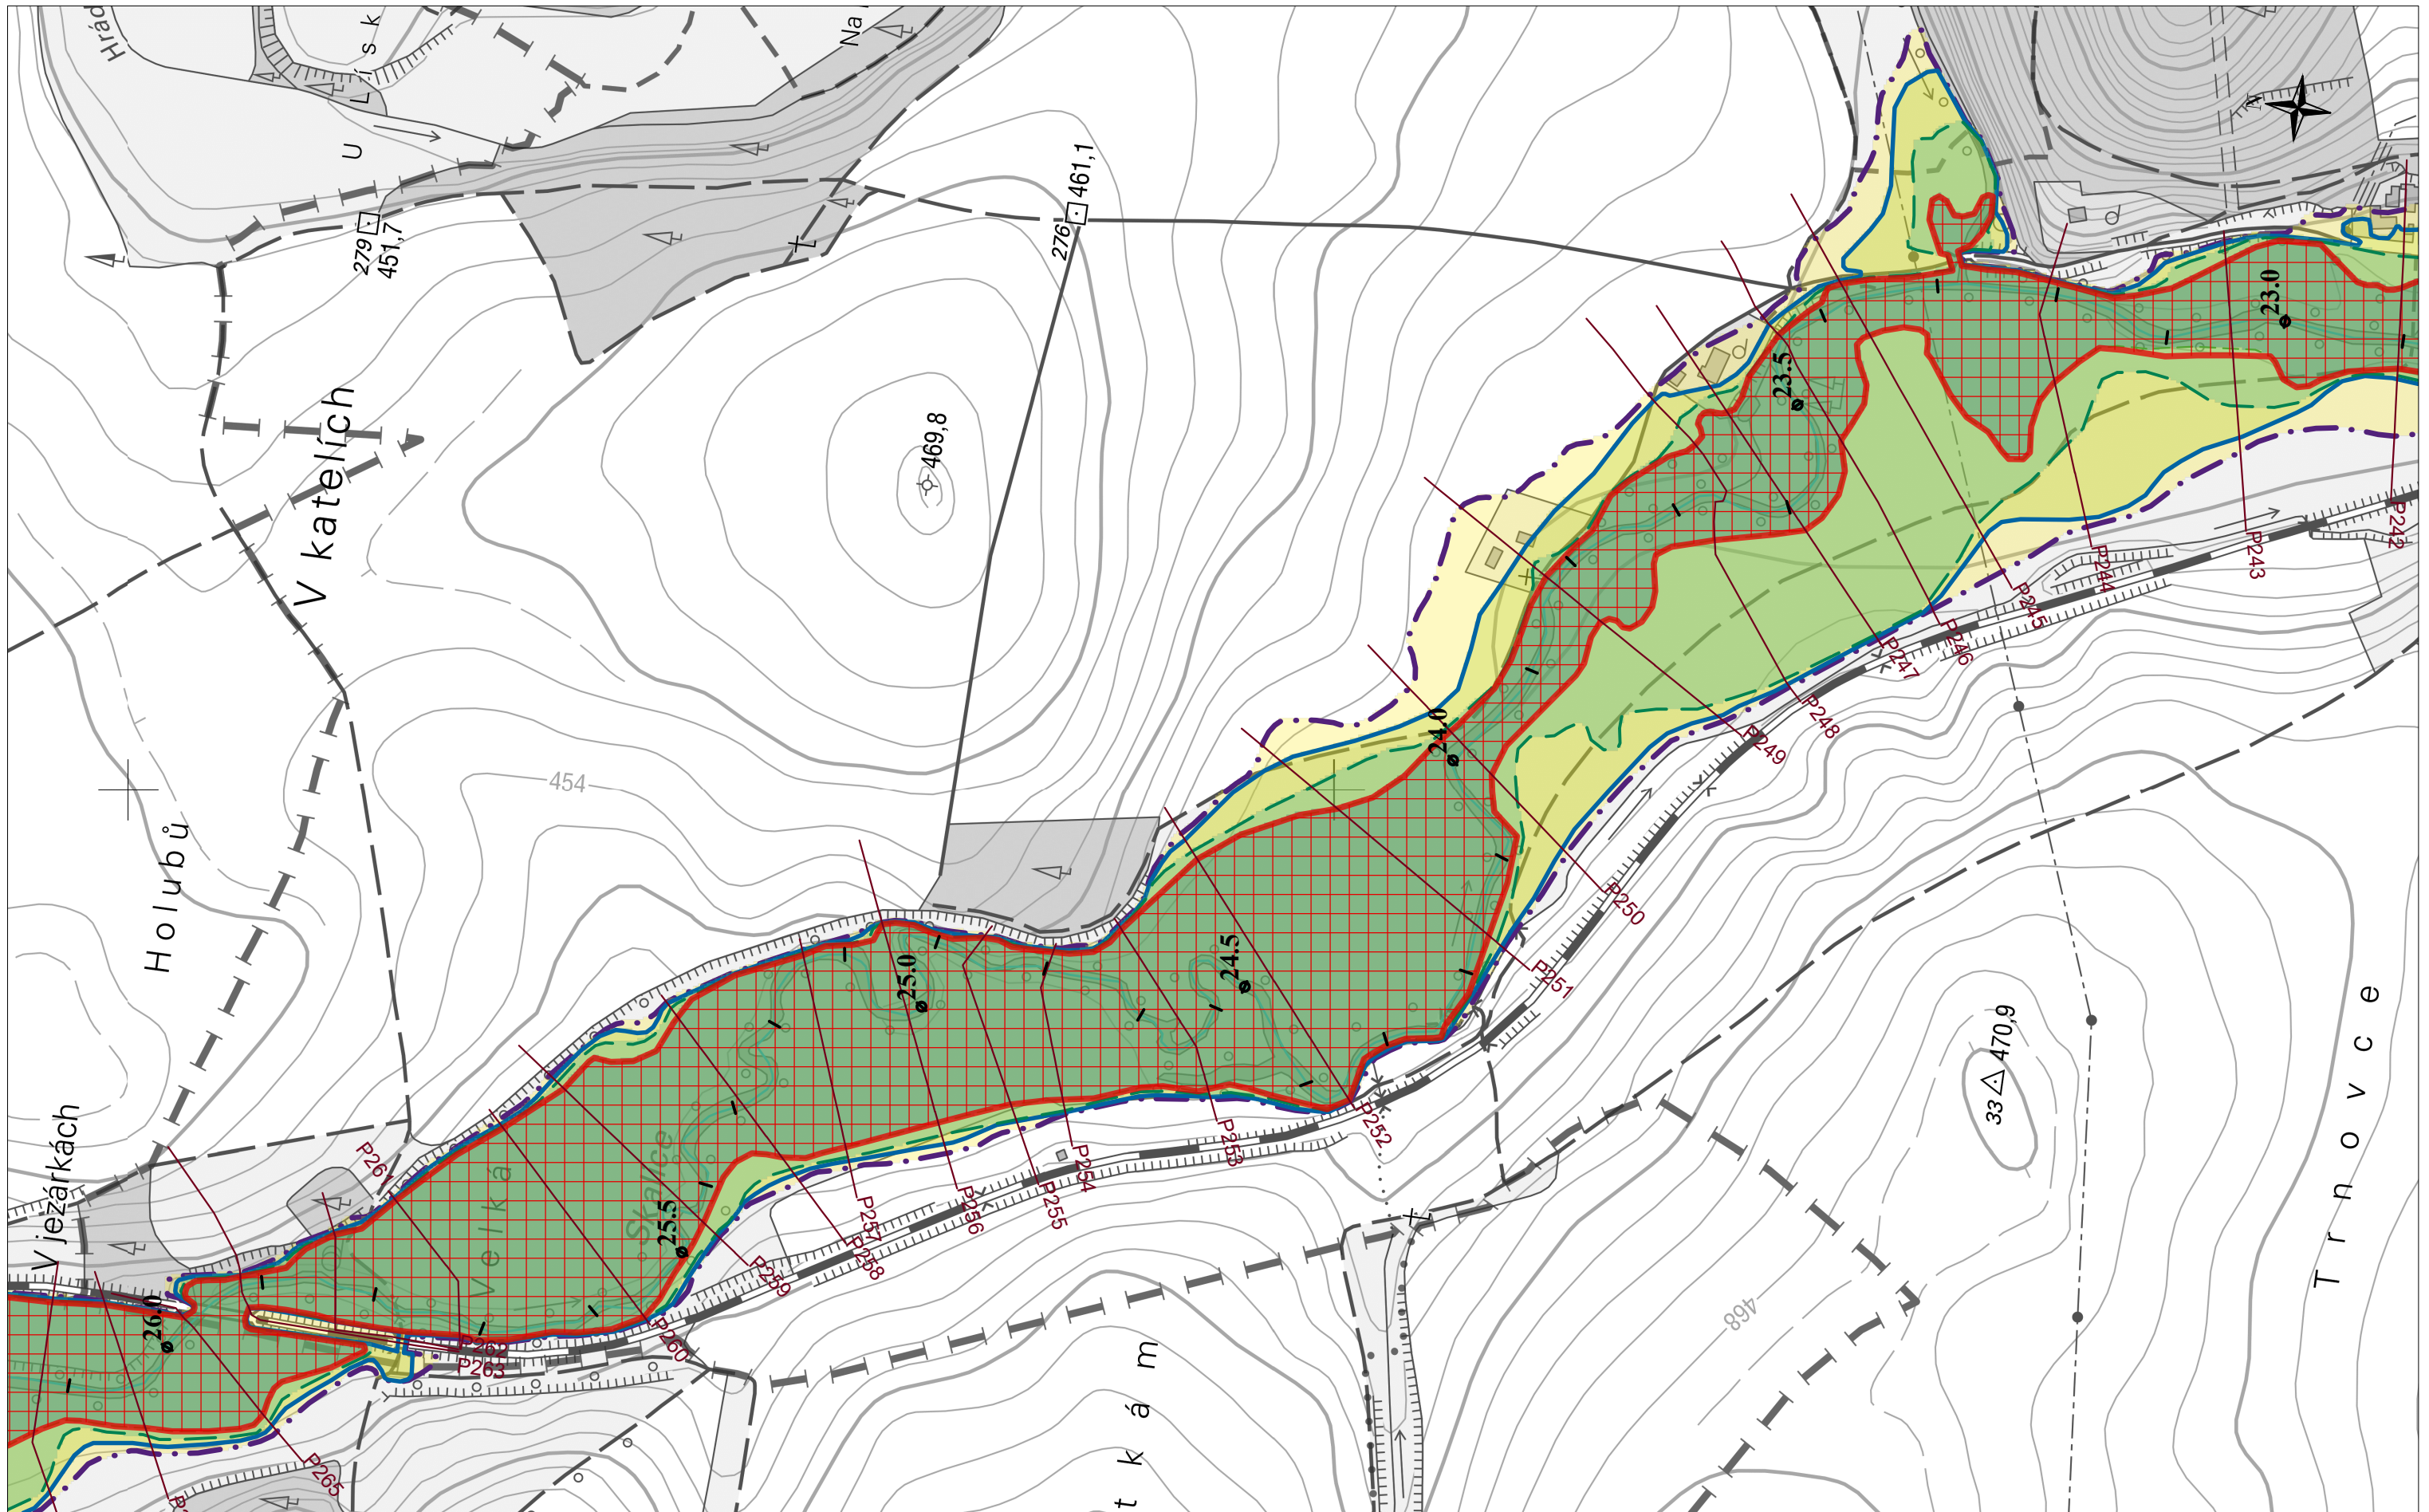 Hrád
U Lísk
Na
279
451,7
276
461,1
469,8
V katelích
454
Holubů
V jezárkách
Velká
Skalice
23.0
23.5
24.0
24.5
25.0
25.5
26.0
P242
P243
P244
P245
P246
P247
P248
P249
P250
P251
P252
P253
P254
P255
P256
P257
P258
P259
P260
P261
P262
P263
P265
33
470,9
468
Trnovce
tkám